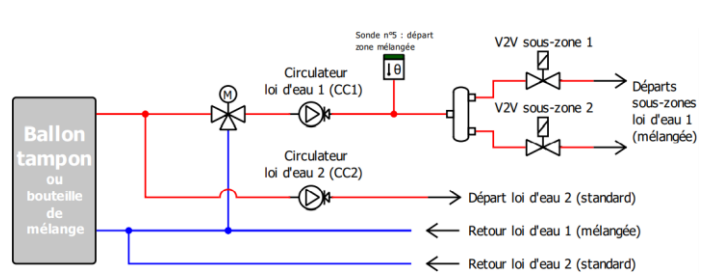 Sonde n°5 : départ
zone mélangée
V2V sous-zone 1
Circulateur
loi d'eau 1 (CC1)
M
θ
Départs
sous-zones
loi d'eau 1
(mélangée)
V2V sous-zone 2
Ballon
tampon
ou
bouteille
de
mélange
Circulateur
loi d'eau 2 (CC2)
Départ loi d'eau 2 (standard)
Retour loi d'eau 1 (mélangée)
Retour loi d'eau 2 (standard)